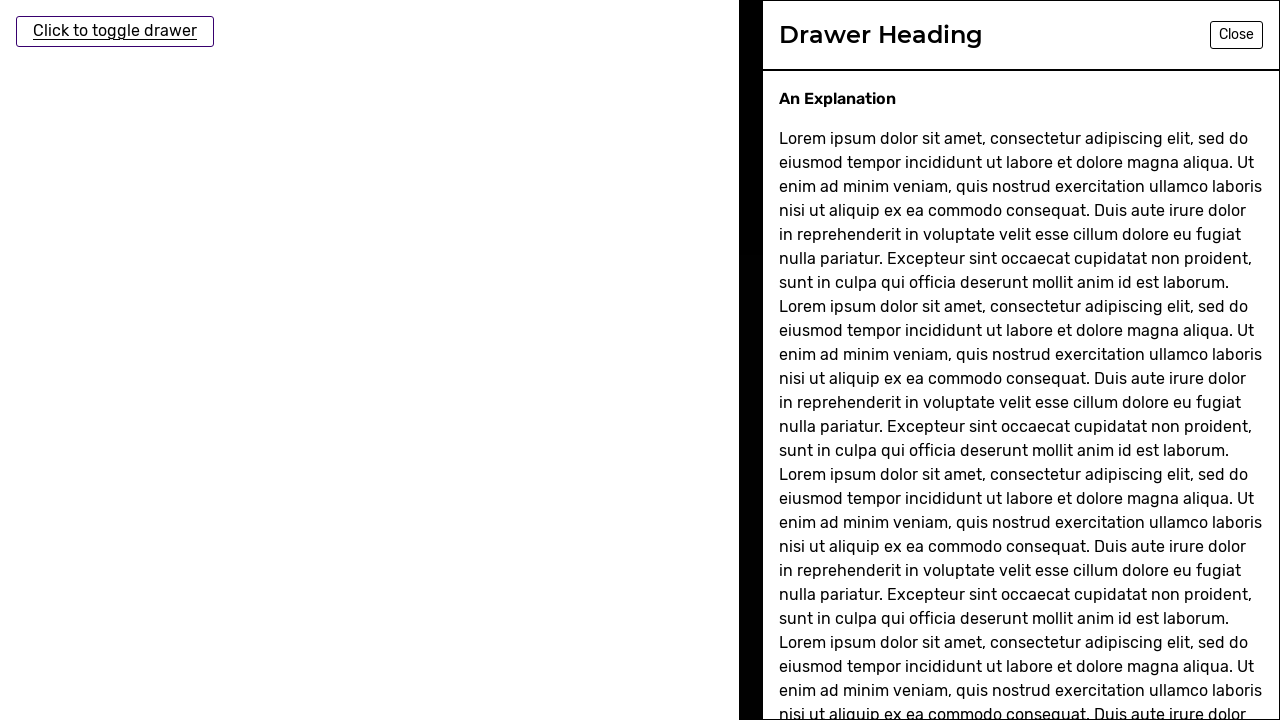 Click to toggle drawer
Drawer Heading
Close
An Explanation
Lorem ipsum dolor sit amet, consectetur adipiscing elit, sed do
eiusmod tempor incididunt ut labore et dolore magna aliqua. Ut
enim ad minim veniam, quis nostrud exercitation ullamco laboris
nisi ut aliquip ex ea commodo consequat. Duis aute irure dolor
in reprehenderit in voluptate velit esse cillum dolore eu fugiat
nulla pariatur. Excepteur sint occaecat cupidatat non proident,
sunt in culpa qui officia deserunt mollit anim id est laborum.
Lorem ipsum dolor sit amet, consectetur adipiscing elit, sed do
eiusmod tempor incididunt ut labore et dolore magna aliqua. Ut
enim ad minim veniam, quis nostrud exercitation ullamco laboris
nisi ut aliquip ex ea commodo consequat. Duis aute irure dolor
in reprehenderit in voluptate velit esse cillum dolore eu fugiat
nulla pariatur. Excepteur sint occaecat cupidatat non proident,
sunt in culpa qui officia deserunt mollit anim id est laborum.
Lorem ipsum dolor sit amet, consectetur adipiscing elit, sed do
eiusmod tempor incididunt ut labore et dolore magna aliqua. Ut
enim ad minim veniam, quis nostrud exercitation ullamco laboris
nisi ut aliquip ex ea commodo consequat. Duis aute irure dolor
in reprehenderit in voluptate velit esse cillum dolore eu fugiat
nulla pariatur. Excepteur sint occaecat cupidatat non proident,
sunt in culpa qui officia deserunt mollit anim id est laborum.
Lorem ipsum dolor sit amet, consectetur adipiscing elit, sed do
eiusmod tempor incididunt ut labore et dolore magna aliqua. Ut
enim ad minim veniam, quis nostrud exercitation ullamco laboris
nisi ut aliquip ex ea commodo consequat. Duis aute irure dolor